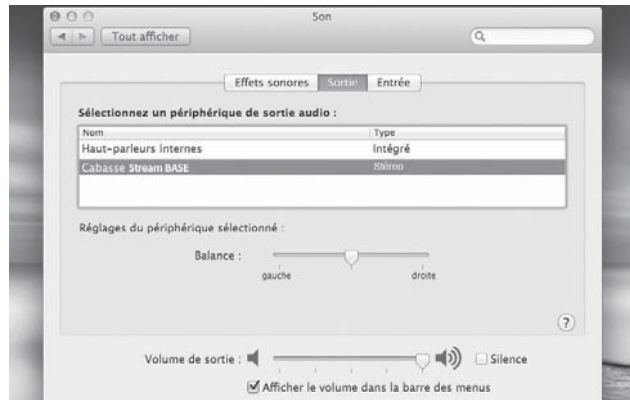 Son
Tout afficher
Effets sonores Sortie Entrée
Sélectionnez un périphérique de sortie audio :
Nom Type
Haut-parleurs internes Intégré
Cabasse Stream BASE Stéreo
Réglages du périphérique sélectionné :
Balance :
gauche droite
?
Volume de sortie : Silence
Afficher le volume dans la barre des menus